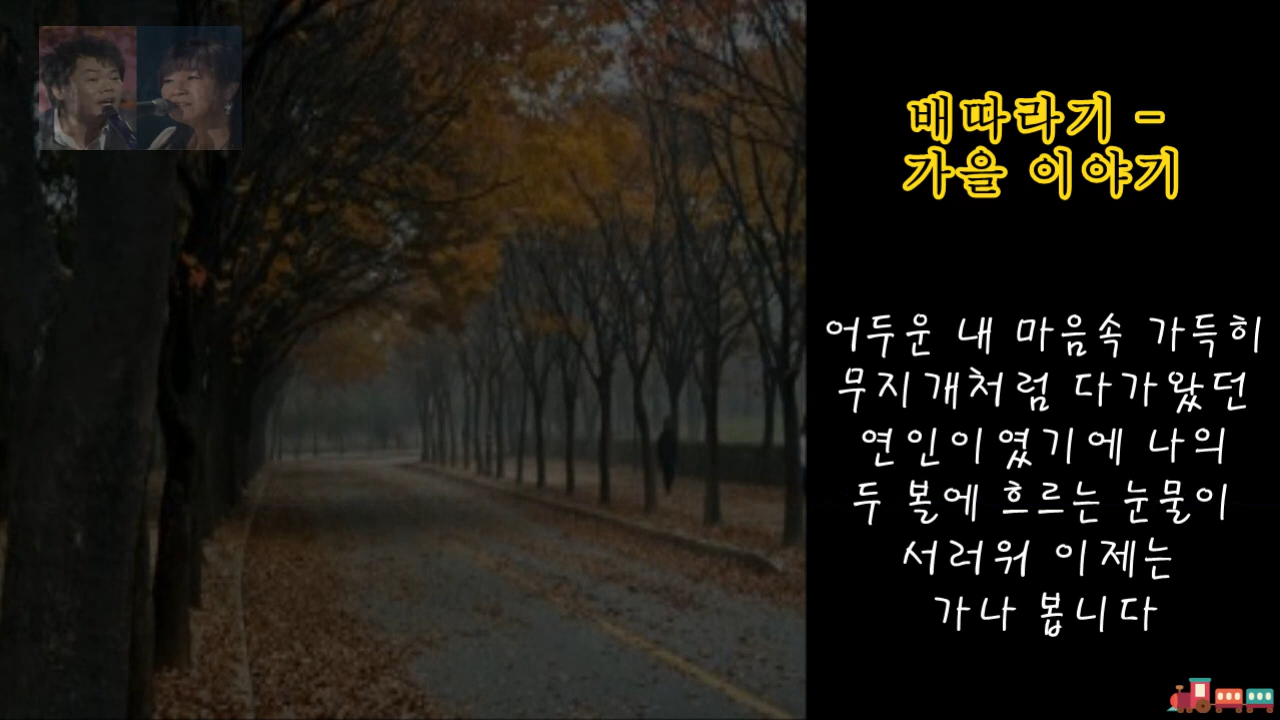 배따라기 -
가을 이야기
어두운 내 마음속 가득히
무지개처럼 다가왔던
연인이였기에 나의
두 볼에 흐르는 눈물이
서러워 이제는
가나 봅니다